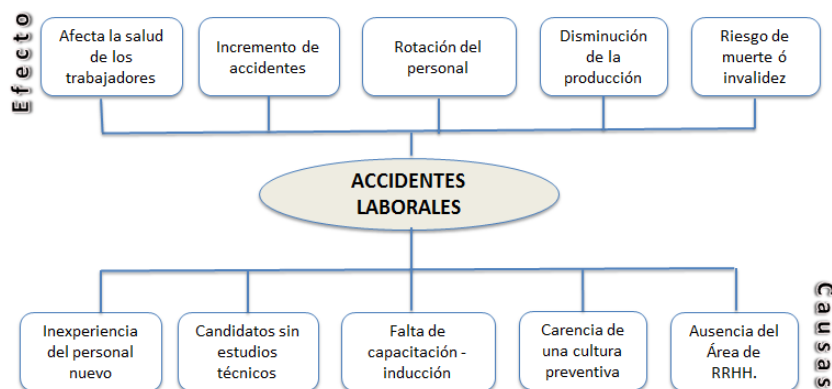 Efecto
Afecta la salud
de los
trabajadores
Incremento de
accidentes
Rotación del
personal
Disminución
de la
producción
Riesgo de
muerte ó
invalidez
ACCIDENTES
LABORALES
Inexperiencia
del personal
nuevo
Candidatos sin
estudios
técnicos
Falta de
capacitación -
inducción
Carencia de
una cultura
preventiva
Ausencia del
Área de
RRHH.
Causas